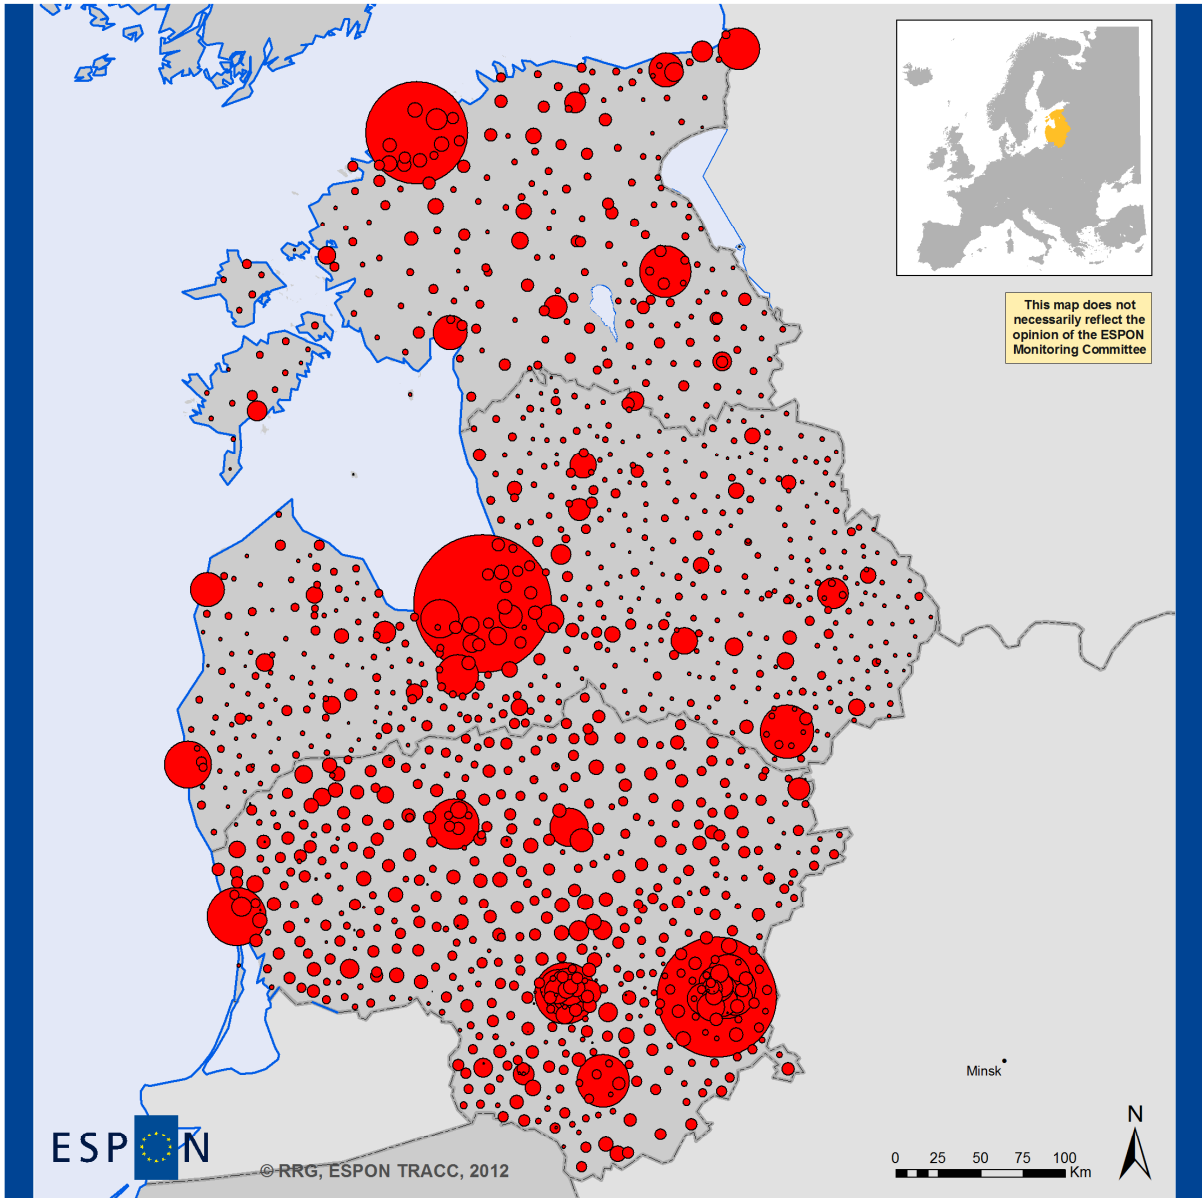 This map does not
necessarily reflect the
opinion of the ESPON
Monitoring Committee
Minsk
N
0 25 50 75 100
Km
ESPON
© RRG, ESPON TRACC, 2012